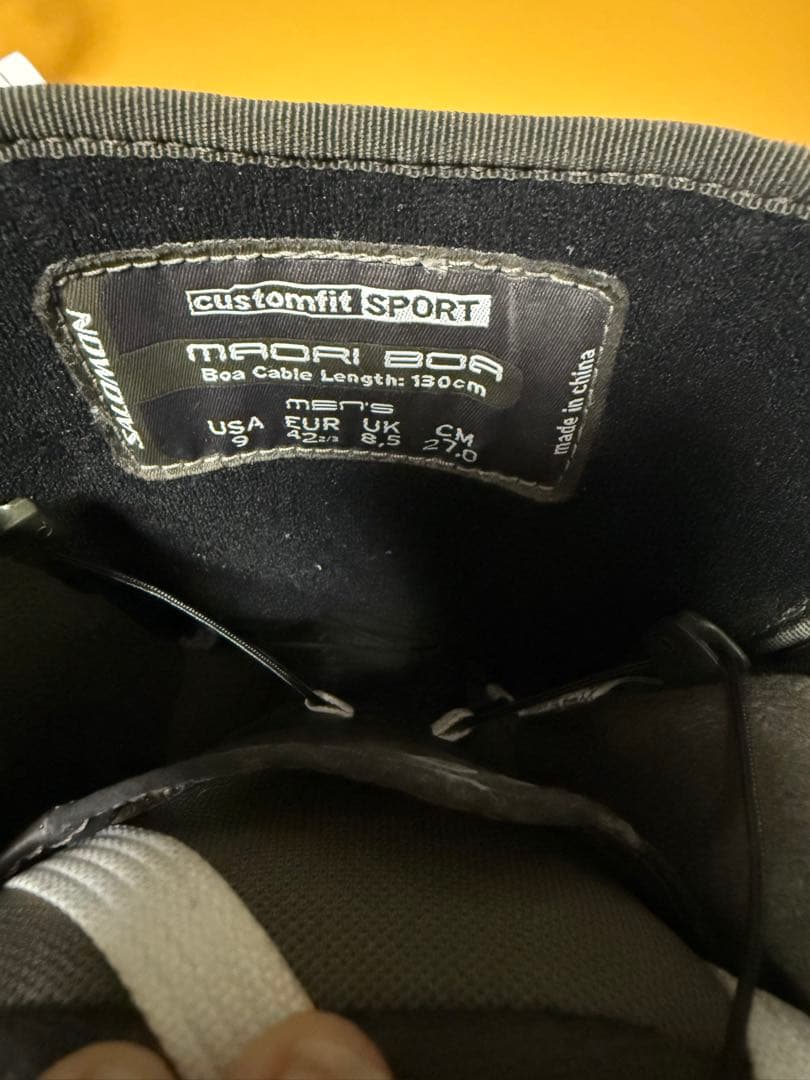 customfit SPORT
MAORI BOA
Boa Cable Length: 130cm
men's
USA EUR UK CM
9 42 2/3 8,5 27,0
SALOMON
made in china